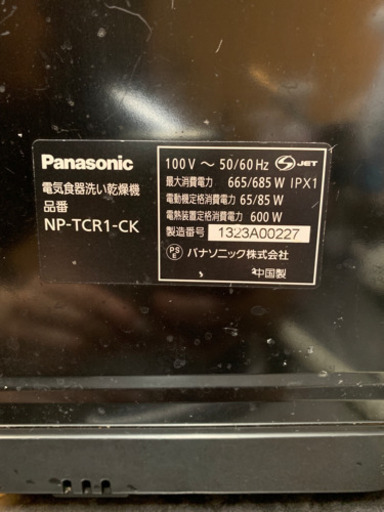 Panasonic
電気食器洗い乾燥機
品番
NP-TCR1-CK
100 V ～ 50/60 Hz S JET
最大消費電力 665/685 W IPX1
電動機定格消費電力 65/85 W
電熱装置定格消費電力 600 W
製造番号 1323A00227
PS E パナソニック株式会社
中国製